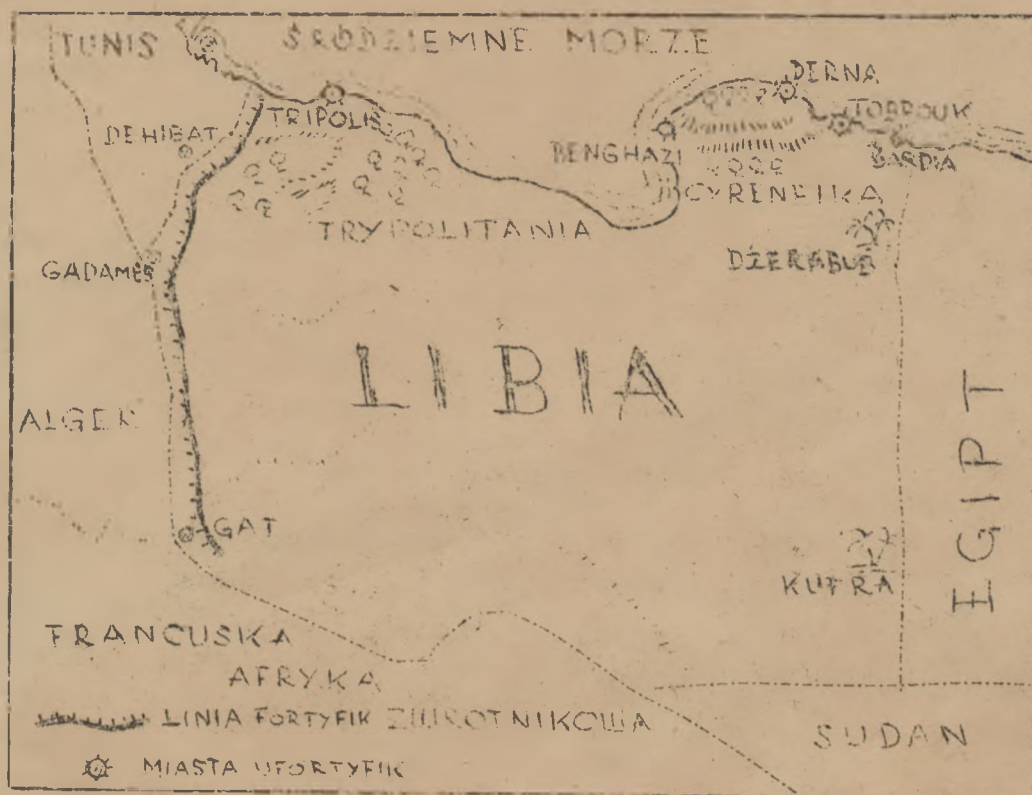 TUNIS
ŚRÓDZIEMNE MORZE
DERNA
TRIPOLIS
TOBROUK
DEHIBAT
BENGHAZI
BARDIA
CYRENEIKA
TRYPOLITANIA
GADAMES
DŻERABUB
LIBIA
ALGER
EGIPT
GAT
KUFRA
FRANCUSKA
AFRYKA
LINIA FORTYFIK
SUDAN
MIASTA UFORTYFIK